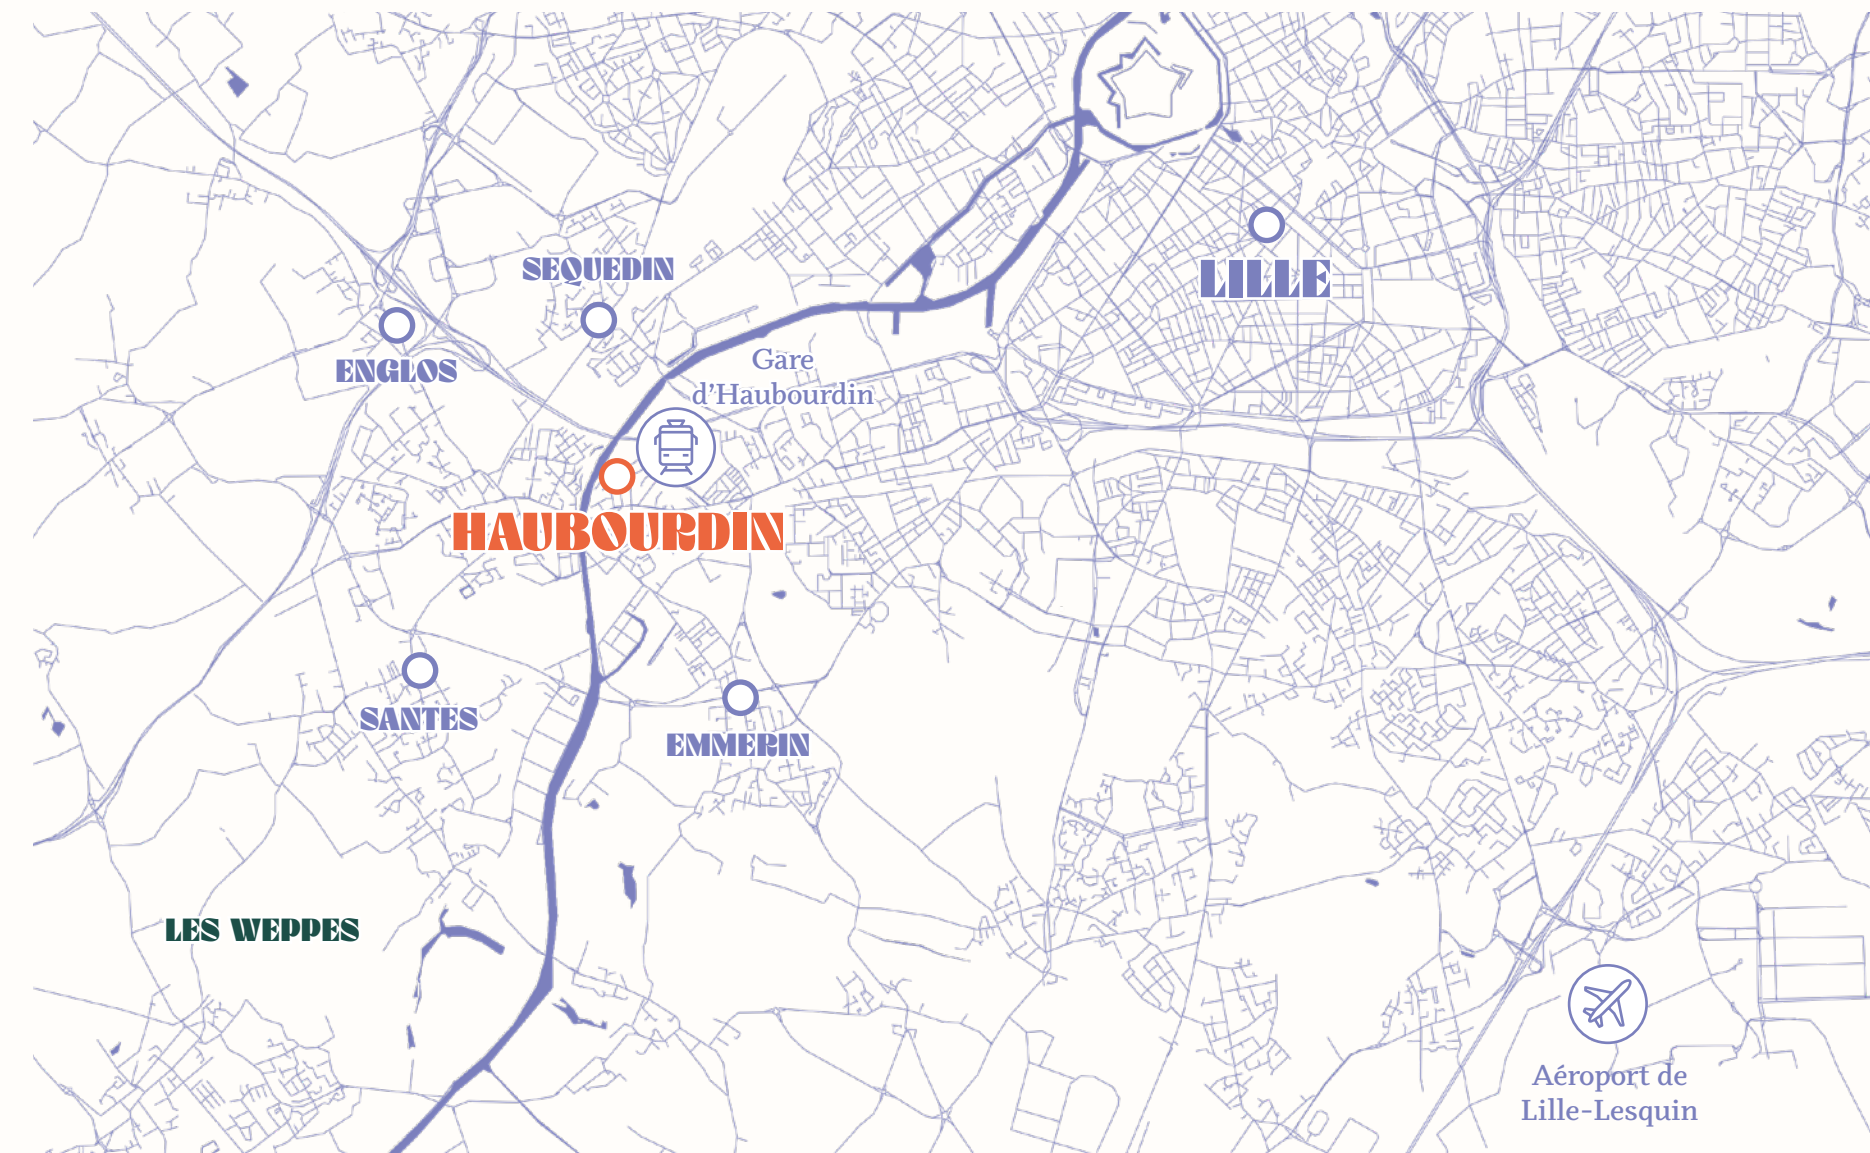 SEQUEDIN
LILLE
ENGLOS
Gare
d'Haubourdin
HAUBOURDIN
SANTES
EMMERIN
LES WEPPES
Aéroport de
Lille-Lesquin